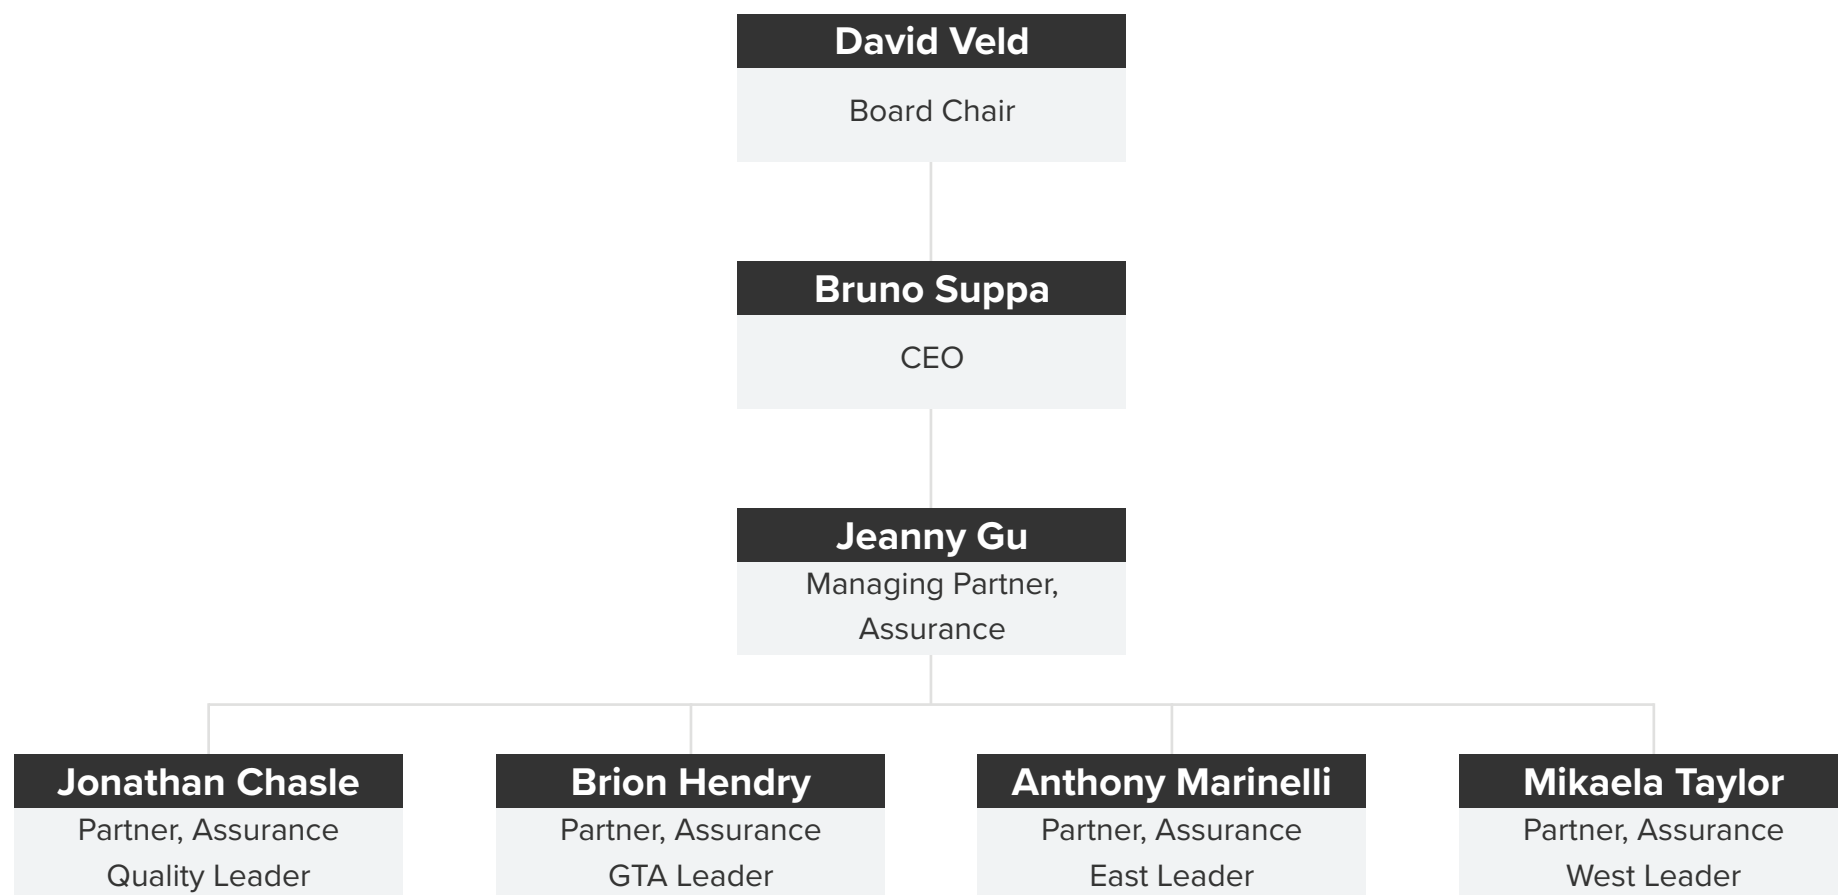 David Veld
Board Chair
Bruno Suppa
CEO
Jeanny Gu
Managing Partner,
Assurance
Jonathan Chasle
Partner, Assurance
Quality Leader
Brion Hendry
Partner, Assurance
GTA Leader
Anthony Marinelli
Partner, Assurance
East Leader
Mikaela Taylor
Partner, Assurance
West Leader